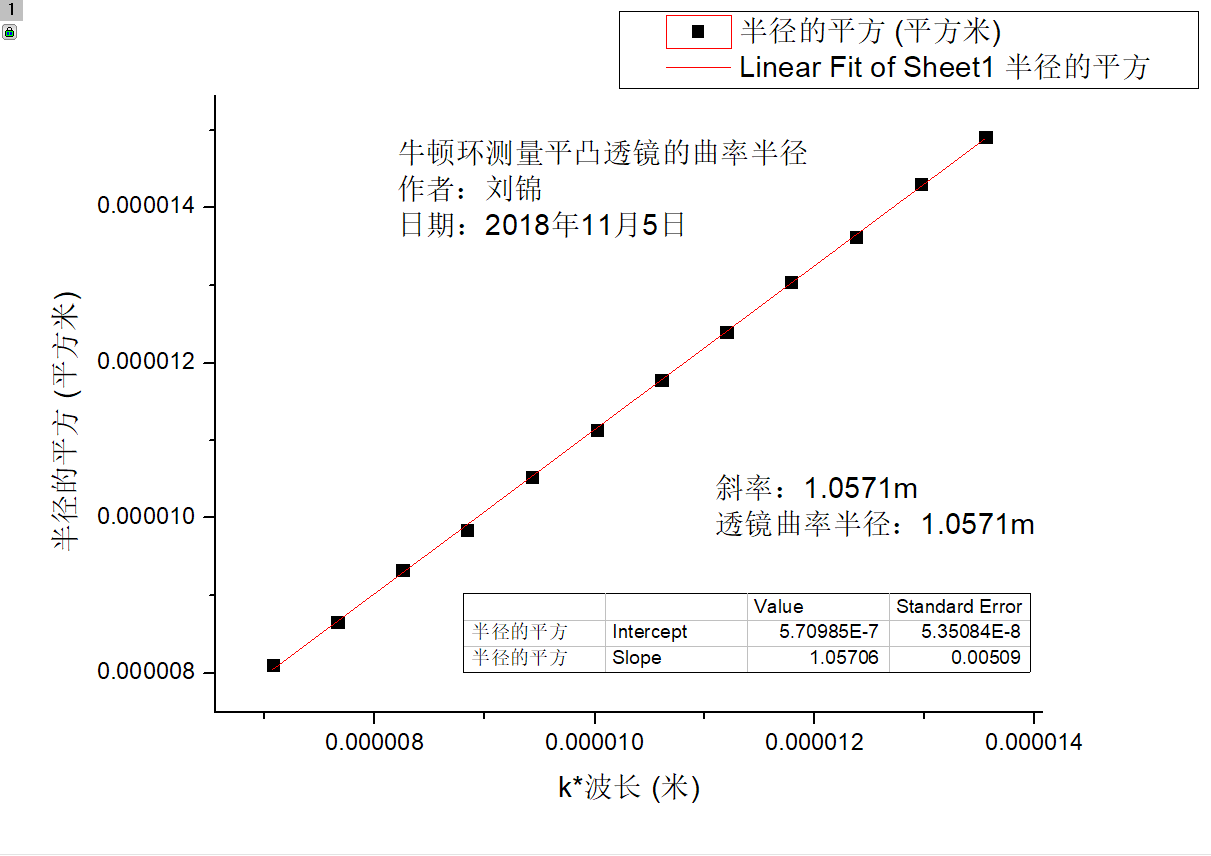 1
半径的平方 (平方米)
Linear Fit of Sheet1 半径的平方
牛顿环测量平凸透镜的曲率半径
作者：刘锦
日期：2018年11月5日
0.000014
0.000012
0.000010
0.000008
半径的平方 (平方米)
斜率：1.0571m
透镜曲率半径：1.0571m
Value Standard Error
半径的平方 Intercept 5.70985E-7 5.35084E-8
半径的平方 Slope 1.05706 0.00509
0.000008 0.000010 0.000012 0.000014
k*波长 (米)